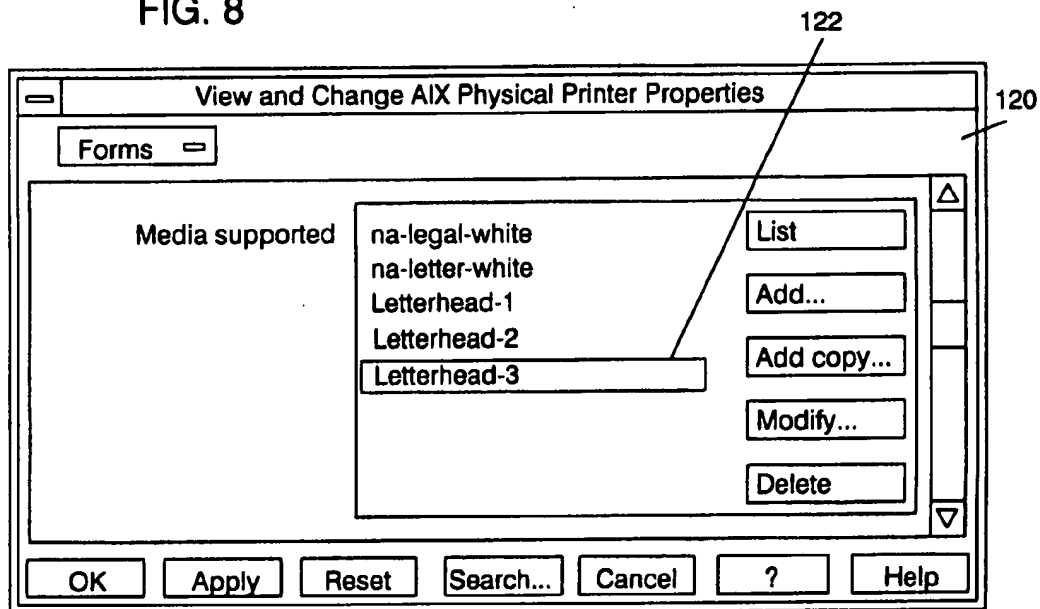 FIG. 8
122
View and Change AIX Physical Printer Properties
120
Forms
Media supported
na-legal-white
na-letter-white
Letterhead-1
Letterhead-2
Letterhead-3
List
Add...
Add copy...
Modify...
Delete
OK Apply Reset Search... Cancel ? Help